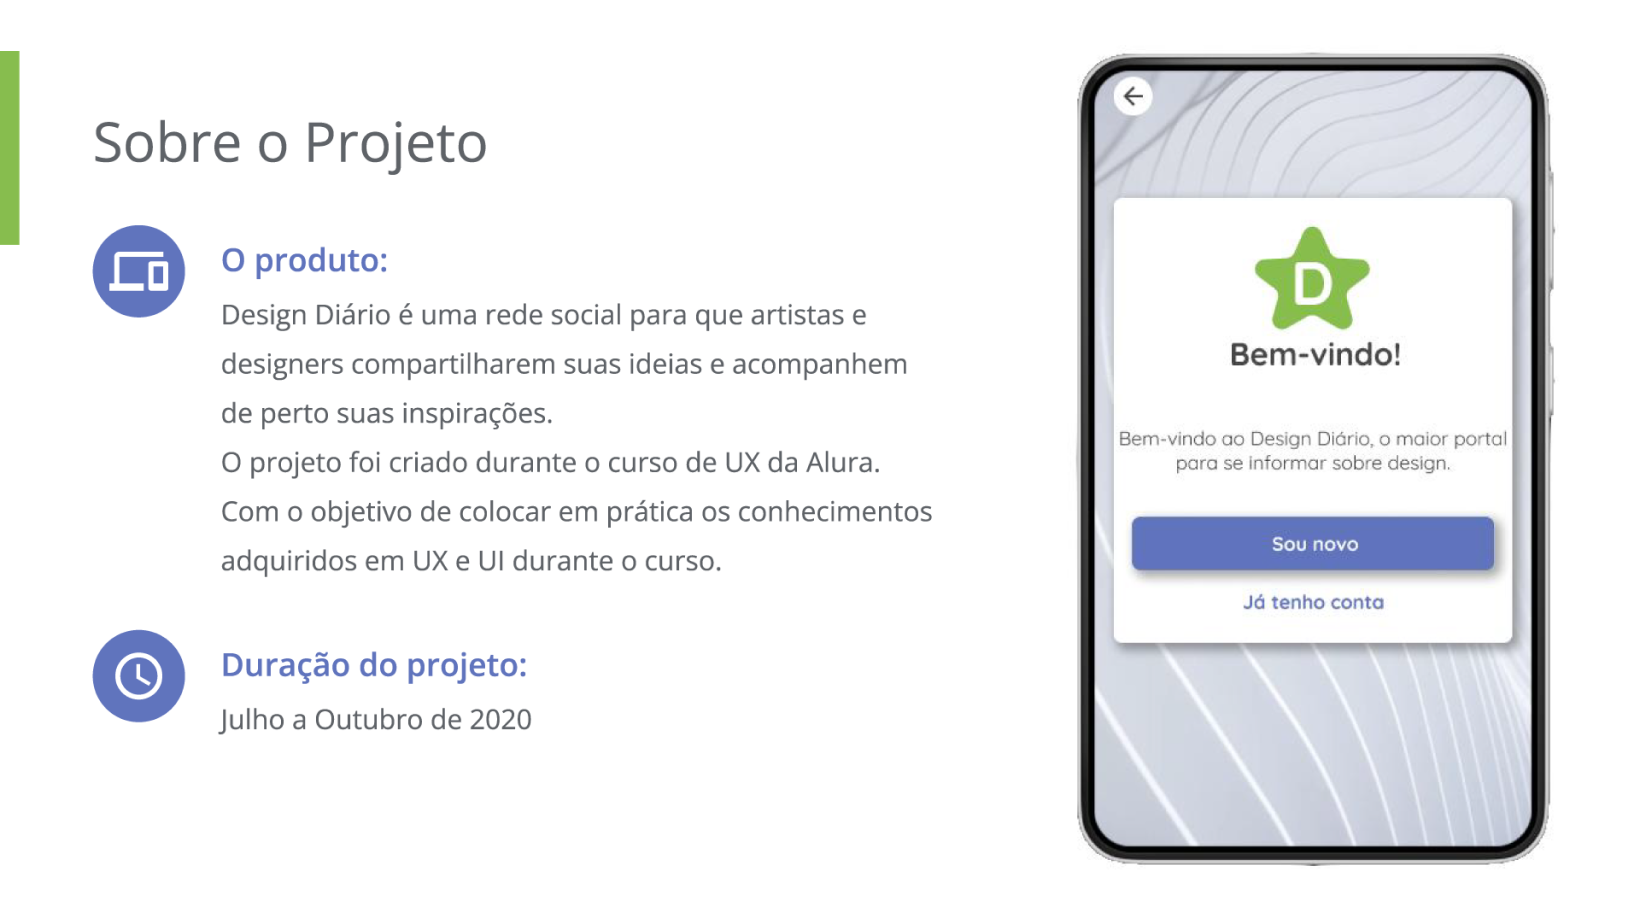 Sobre o Projeto
O produto:
Design Diário é uma rede social para que artistas e
designers compartilharem suas ideias e acompanhem
de perto suas inspirações.
O projeto foi criado durante o curso de UX da Alura.
Com o objetivo de colocar em prática os conhecimentos
adquiridos em UX e UI durante o curso.
Duração do projeto:
Julho a Outubro de 2020
D
Bem-vindo!
Bem-vindo ao Design Diário, o maior portal
para se informar sobre design.
Sou novo
Já tenho conta